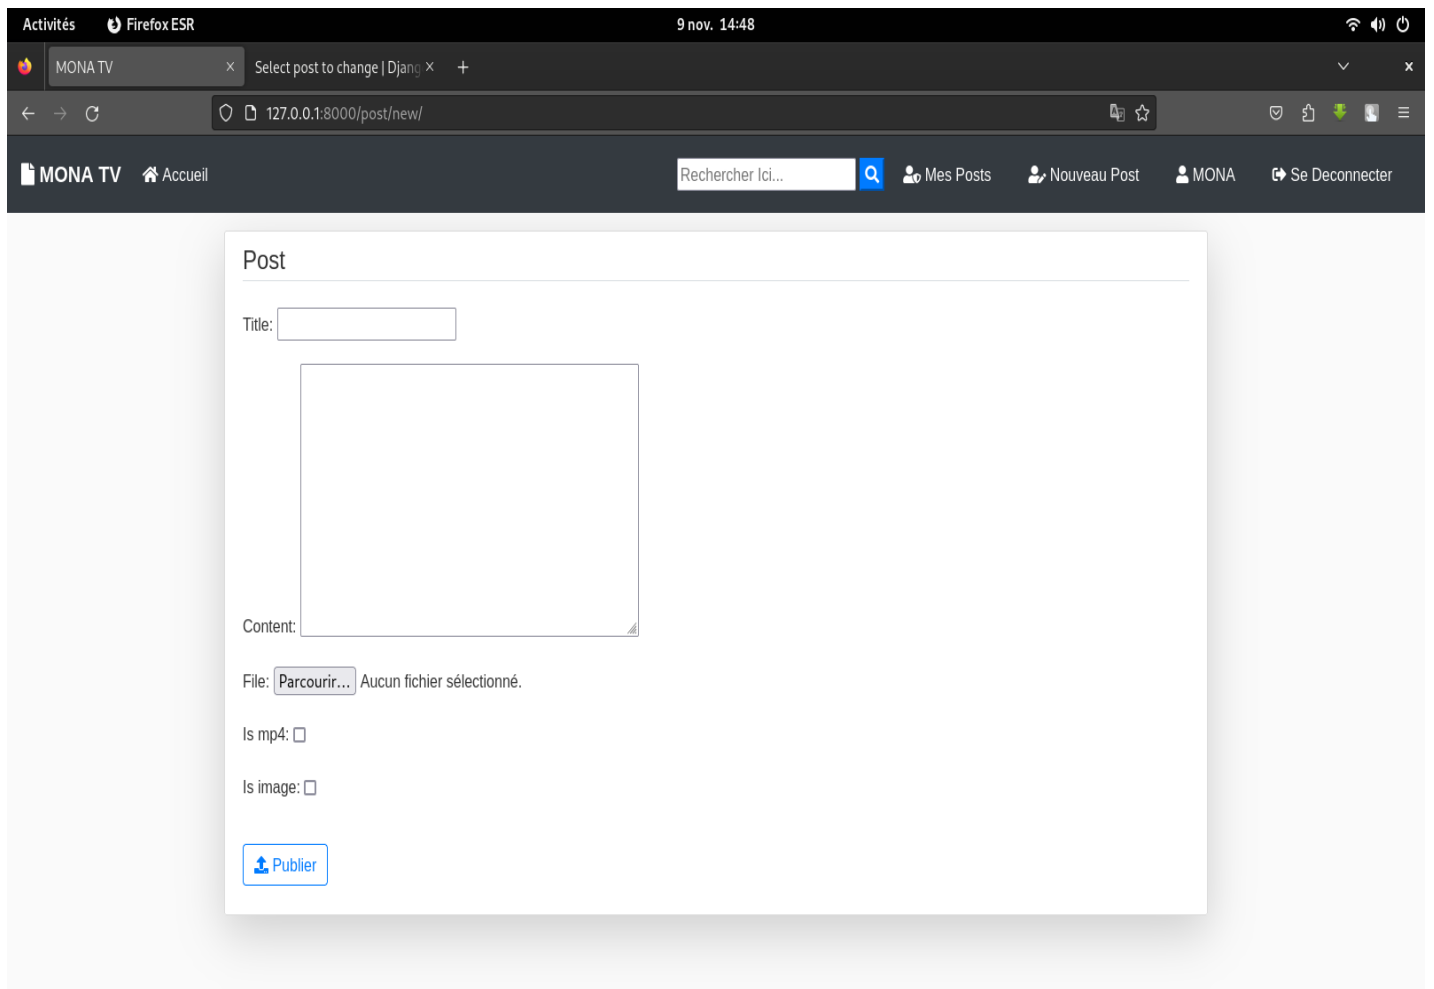 Activités Firefox ESR 9 nov. 14:48
MONA TV Select post to change | Djang
127.0.0.1:8000/post/new/
MONA TV Accueil Rechercher Ici... Mes Posts Nouveau Post MONA Se Deconnecter
Post
Title:
Content:
File: Parcourir... Aucun fichier sélectionné.
Is mp4:
Is image:
Publier